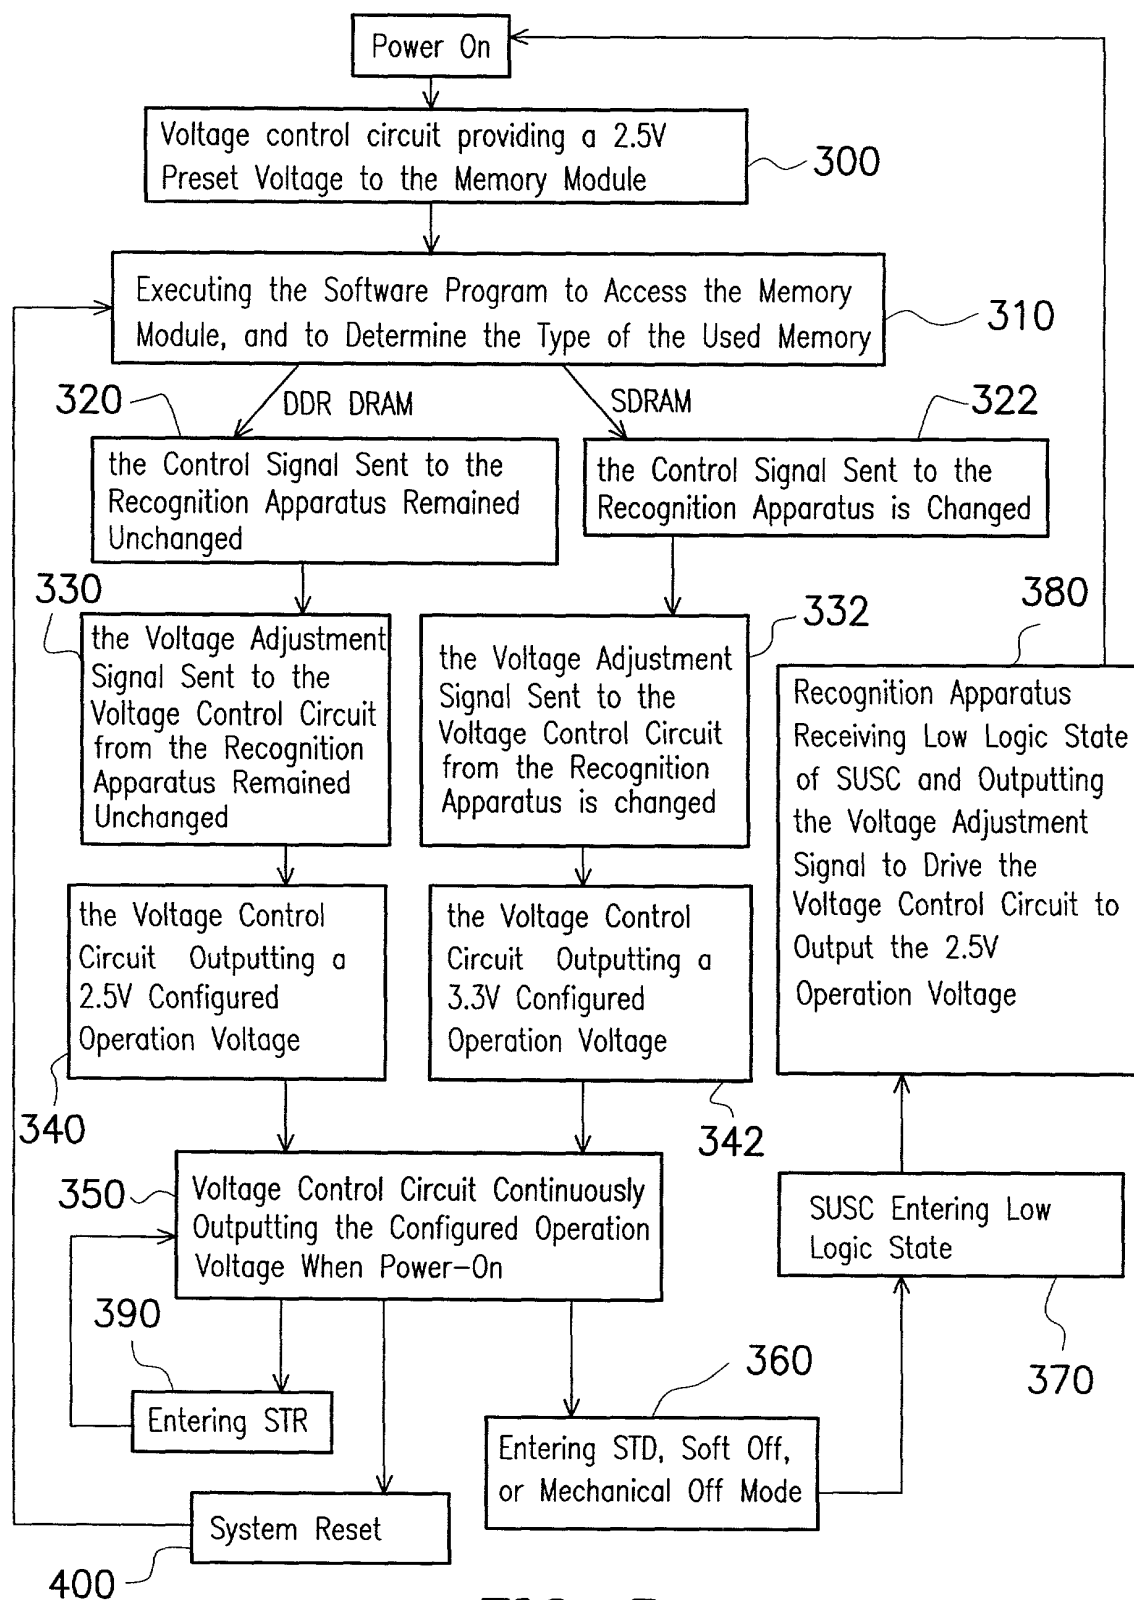 Power On
Voltage control circuit providing a 2.5V
Preset Voltage to the Memory Module
300
Executing the Software Program to Access the Memory
Module, and to Determine the Type of the Used Memory
310
320
DDR DRAM
SDRAM
322
the Control Signal Sent to the
Recognition Apparatus Remained
Unchanged
the Control Signal Sent to the
Recognition Apparatus is Changed
330
the Voltage Adjustment
Signal Sent to the
Voltage Control Circuit
from the Recognition
Apparatus Remained
Unchanged
332
the Voltage Adjustment
Signal Sent to the
Voltage Control Circuit
from the Recognition
Apparatus is changed
380
Recognition Apparatus
Receiving Low Logic State
of SUSC and Outputting
the Voltage Adjustment
Signal to Drive the
Voltage Control Circuit to
Output the 2.5V
Operation Voltage
the Voltage Control
Circuit Outputting a
2.5V Configured
Operation Voltage
340
the Voltage Control
Circuit Outputting a
3.3V Configured
Operation Voltage
342
350
Voltage Control Circuit Continuously
Outputting the Configured Operation
Voltage When Power-On
SUSC Entering Low
Logic State
370
390
Entering STR
360
Entering STD, Soft Off,
or Mechanical Off Mode
System Reset
400